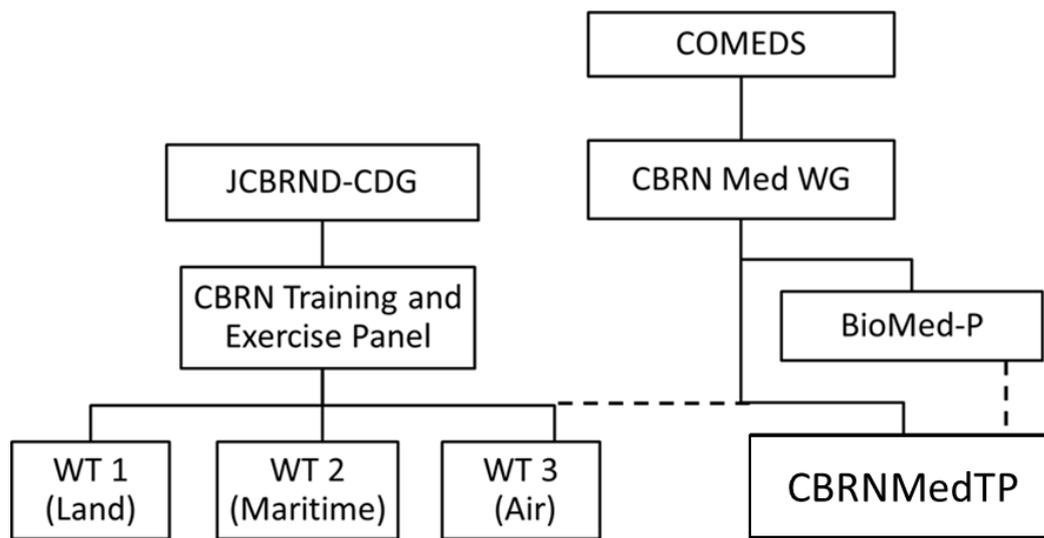 COMEDS
CBRN Med WG
JCBRND-CDG
CBRN Training and
Exercise Panel
BioMed-P
WT 1
(Land)
WT 2
(Maritime)
WT 3
(Air)
CBRNMedTP